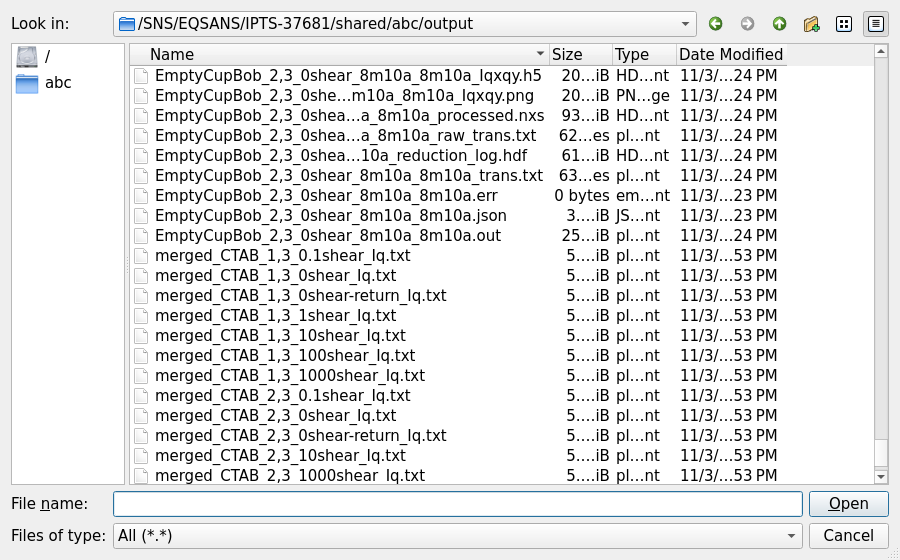 Look in: /SNS/EQSANS/IPTS-37681/shared/abc/output
/
abc
Name Size Type Date Modified
EmptyCupBob_2,3_0shear_8m10a_8m10a_Iqxqy.h5 20...iB HD...nt 11/3/...24 PM
EmptyCupBob_2,3_0she...m10a_8m10a_Iqxqy.png 20...iB PN...ge 11/3/...24 PM
EmptyCupBob_2,3_0shea...a_8m10a_processed.nxs 93...iB HD...nt 11/3/...24 PM
EmptyCupBob_2,3_0shea...a_8m10a_raw_trans.txt 62...es pl...nt 11/3/...24 PM
EmptyCupBob_2,3_0shea...10a_reduction_log.hdf 61...iB HD...nt 11/3/...24 PM
EmptyCupBob_2,3_0shear_8m10a_8m10a_trans.txt 63...es pl...nt 11/3/...24 PM
EmptyCupBob_2,3_0shear_8m10a_8m10a.err 0 bytes em...nt 11/3/...23 PM
EmptyCupBob_2,3_0shear_8m10a_8m10a.json 3....iB JS...nt 11/3/...23 PM
EmptyCupBob_2,3_0shear_8m10a_8m10a.out 25...iB pl...nt 11/3/...24 PM
merged_CTAB_1,3_0.1shear_Iq.txt 5....iB pl...nt 11/3/...53 PM
merged_CTAB_1,3_0shear_Iq.txt 5....iB pl...nt 11/3/...53 PM
merged_CTAB_1,3_0shear-return_Iq.txt 5....iB pl...nt 11/3/...53 PM
merged_CTAB_1,3_1shear_Iq.txt 5....iB pl...nt 11/3/...53 PM
merged_CTAB_1,3_10shear_Iq.txt 5....iB pl...nt 11/3/...53 PM
merged_CTAB_1,3_100shear_Iq.txt 5....iB pl...nt 11/3/...53 PM
merged_CTAB_1,3_1000shear_Iq.txt 5....iB pl...nt 11/3/...53 PM
merged_CTAB_2,3_0.1shear_Iq.txt 5....iB pl...nt 11/3/...53 PM
merged_CTAB_2,3_0shear_Iq.txt 5....iB pl...nt 11/3/...53 PM
merged_CTAB_2,3_0shear-return_Iq.txt 5....iB pl...nt 11/3/...53 PM
merged_CTAB_2,3_10shear_Iq.txt 5....iB pl...nt 11/3/...53 PM
merged_CTAB_2,3_1000shear_Iq.txt 5....iB pl...nt 11/3/...53 PM
File name: Open
Files of type: All (*.*) Cancel